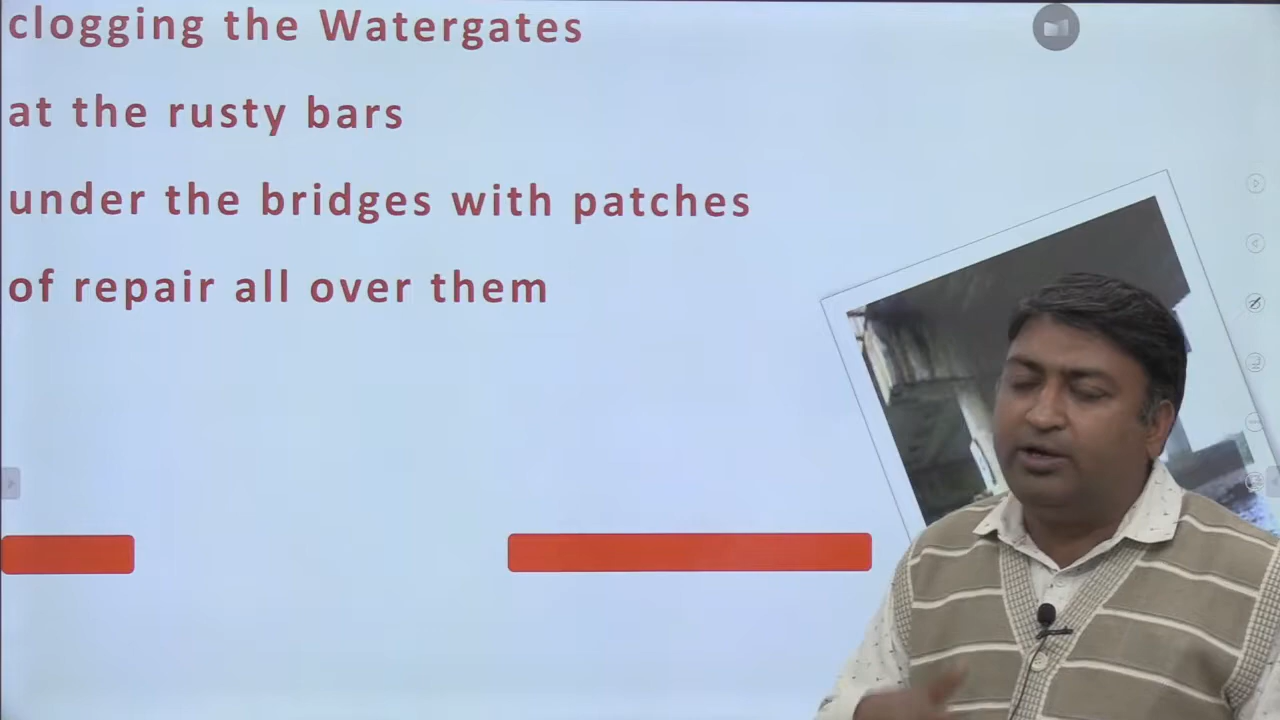 clogging the Watergates
at the rusty bars
under the bridges with patches
of repair all over them